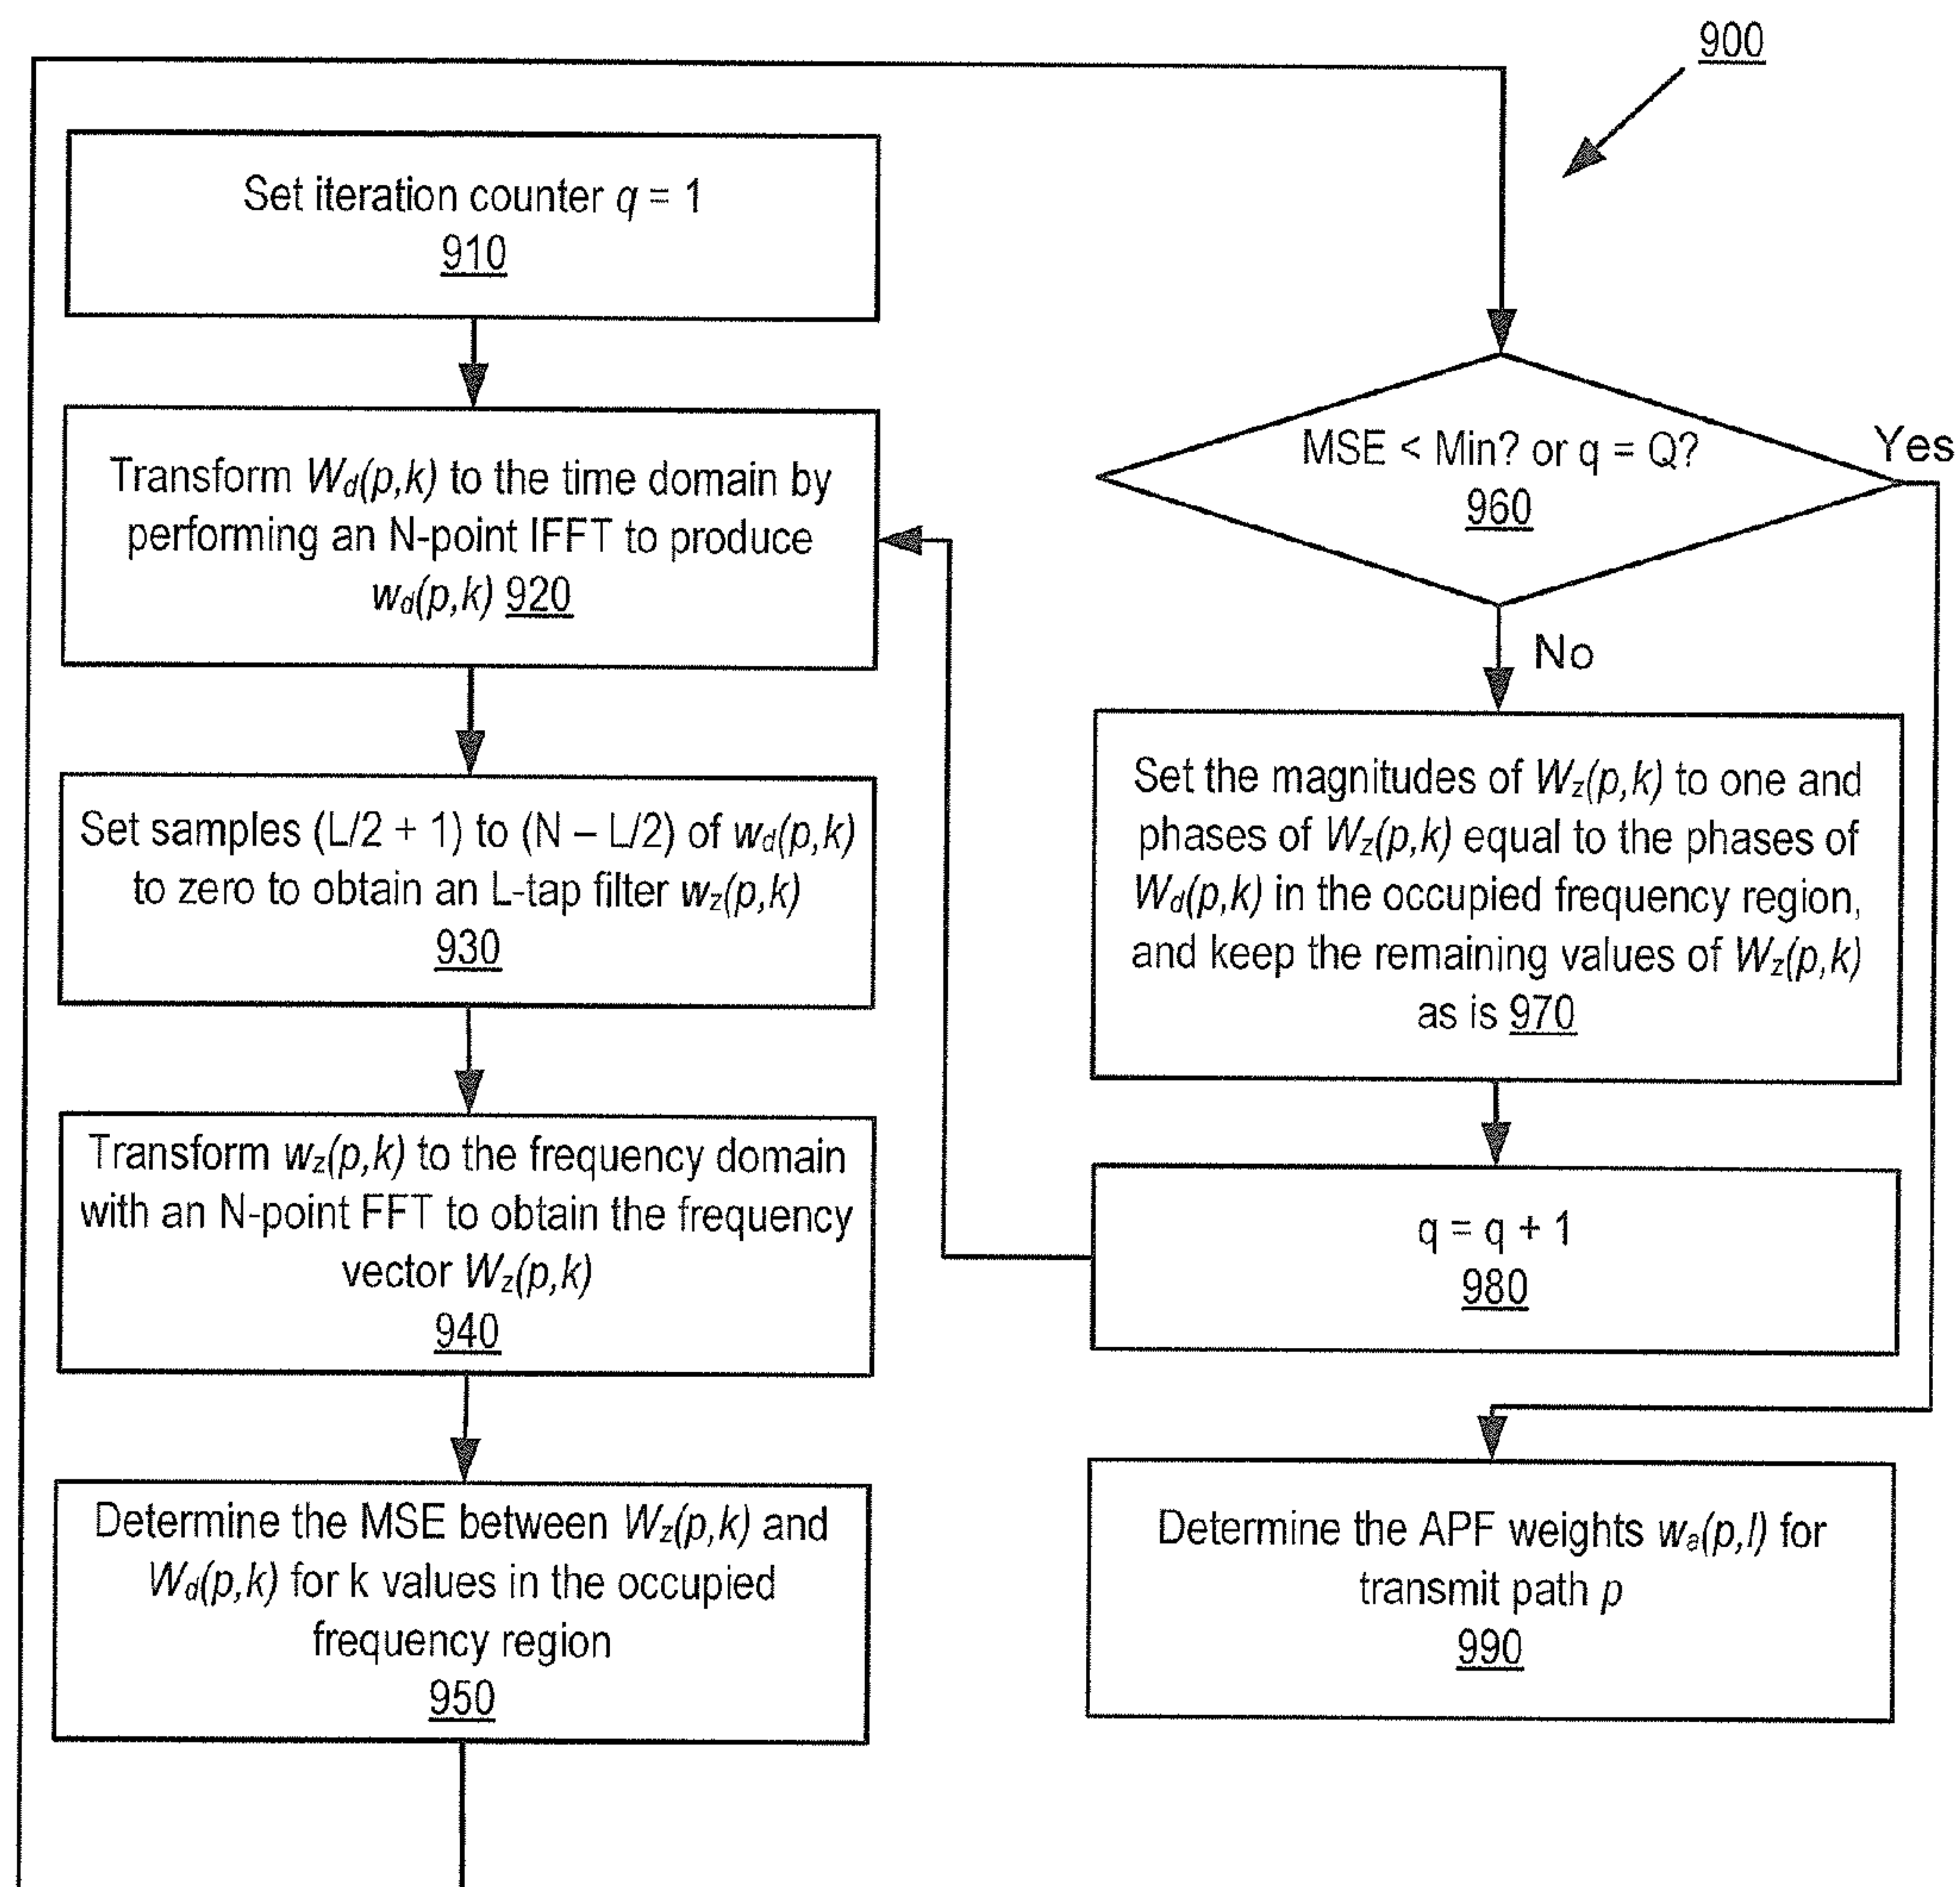 900
Set iteration counter q = 1
910
Transform Wd(p,k) to the time domain by
performing an N-point IFFT to produce
wd(p,k) 920
Set samples (L/2 + 1) to (N – L/2) of wd(p,k)
to zero to obtain an L-tap filter wz(p,k)
930
Transform wz(p,k) to the frequency domain
with an N-point FFT to obtain the frequency
vector Wz(p,k)
940
Determine the MSE between Wz(p,k) and
Wd(p,k) for k values in the occupied
frequency region
950
MSE < Min? or q = Q?
960
Yes
No
Set the magnitudes of Wz(p,k) to one and
phases of Wz(p,k) equal to the phases of
Wd(p,k) in the occupied frequency region,
and keep the remaining values of Wz(p,k)
as is 970
q = q + 1
980
Determine the APF weights wa(p,l) for
transmit path p
990